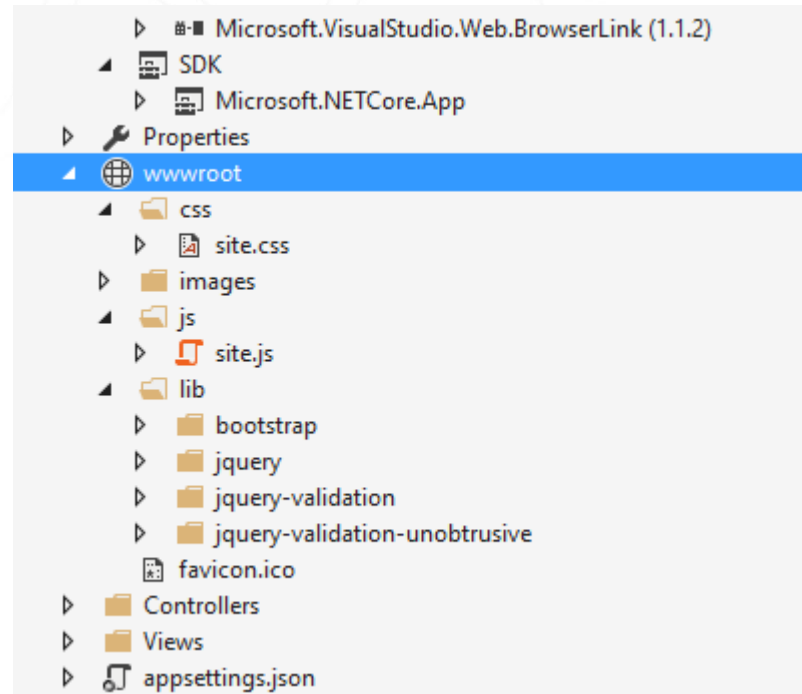 Microsoft.VisualStudio.Web.BrowserLink (1.1.2)
SDK
Microsoft.NETCore.App
Properties
wwwroot
css
site.css
images
js
site.js
lib
bootstrap
jquery
jquery-validation
jquery-validation-unobtrusive
favicon.ico
Controllers
Views
appsettings.json